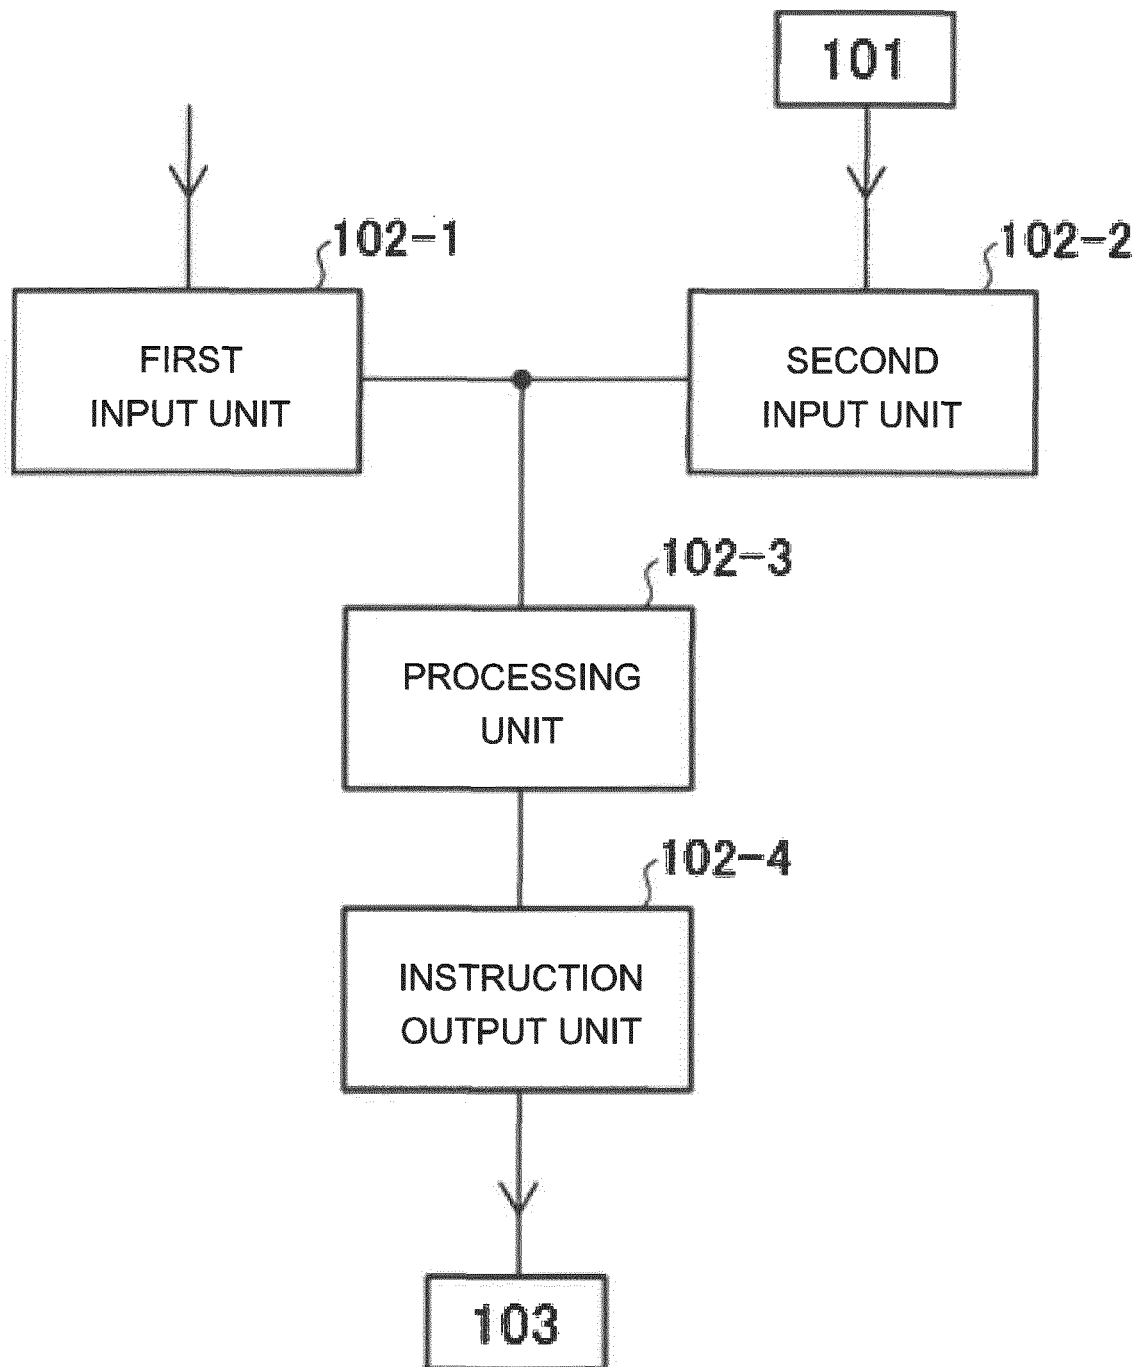 101
102-1
102-2
FIRST
INPUT UNIT
SECOND
INPUT UNIT
102-3
PROCESSING
UNIT
102-4
INSTRUCTION
OUTPUT UNIT
103